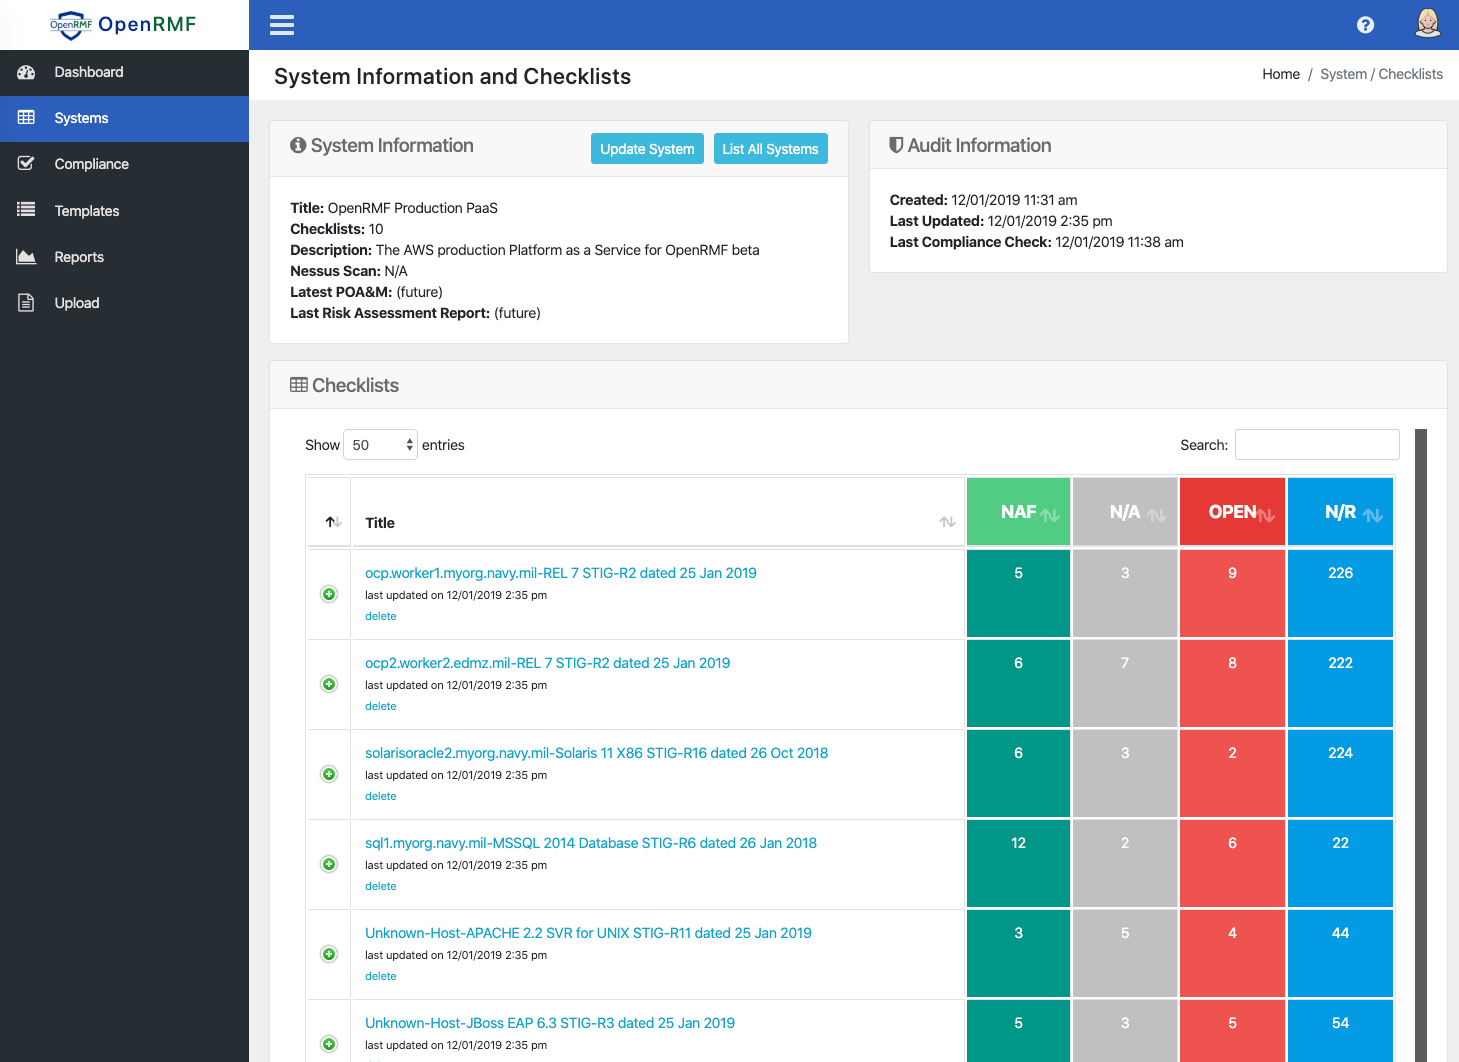 OpenRMF OpenRMF
Dashboard
Systems
Compliance
Templates
Reports
Upload
System Information and Checklists
Home / System / Checklists
System Information
Update System
List All Systems
Title: OpenRMF Production PaaS
Checklists: 10
Description: The AWS production Platform as a Service for OpenRMF beta
Nessus Scan: N/A
Latest POA&M: (future)
Last Risk Assessment Report: (future)
Audit Information
Created: 12/01/2019 11:31 am
Last Updated: 12/01/2019 2:35 pm
Last Compliance Check: 12/01/2019 11:38 am
Checklists
Show 50 entries
Search:
Title NAF N/A OPEN N/R
ocp.worker1.myorg.navy.mil-REL 7 STIG-R2 dated 25 Jan 2019 5 3 9 226
last updated on 12/01/2019 2:35 pm
delete
ocp2.worker2.edmz.mil-REL 7 STIG-R2 dated 25 Jan 2019 6 7 8 222
last updated on 12/01/2019 2:35 pm
delete
solarisoracle2.myorg.navy.mil-Solaris 11 X86 STIG-R16 dated 26 Oct 2018 6 3 2 224
last updated on 12/01/2019 2:35 pm
delete
sql1.myorg.navy.mil-MSSQL 2014 Database STIG-R6 dated 26 Jan 2018 12 2 6 22
last updated on 12/01/2019 2:35 pm
delete
Unknown-Host-APACHE 2.2 SVR for UNIX STIG-R11 dated 25 Jan 2019 3 5 4 44
last updated on 12/01/2019 2:35 pm
delete
Unknown-Host-JBoss EAP 6.3 STIG-R3 dated 25 Jan 2019 5 3 5 54
last updated on 12/01/2019 2:35 pm